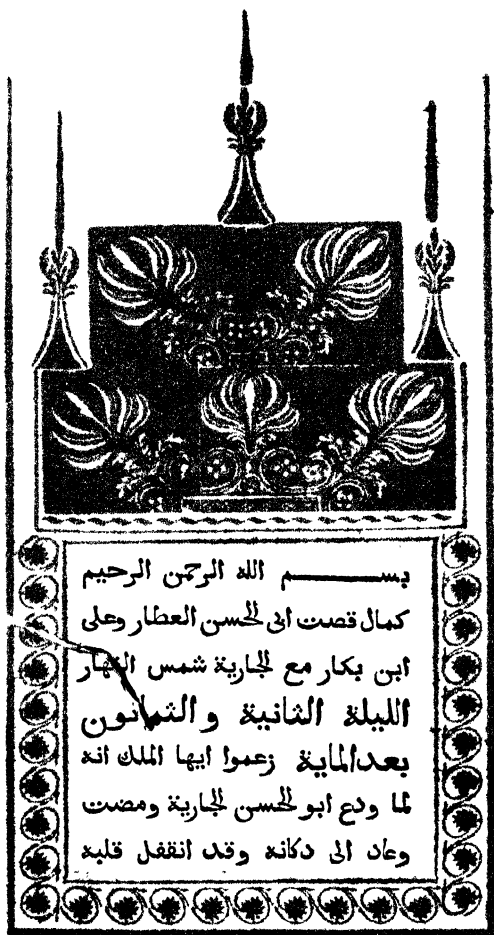 بســــــم الله الرحمن الرحيم
كمال قصت ابى الحسن العطار وعلى
ابن بكار مع الجارية شمس النهار
الليلة الثانية والثمانون
بعدالماية زعموا ايها الملك انه
لما ودع ابو الحسن الجارية ومضت
وعاد الى دكانه وقد انقفل قلبه